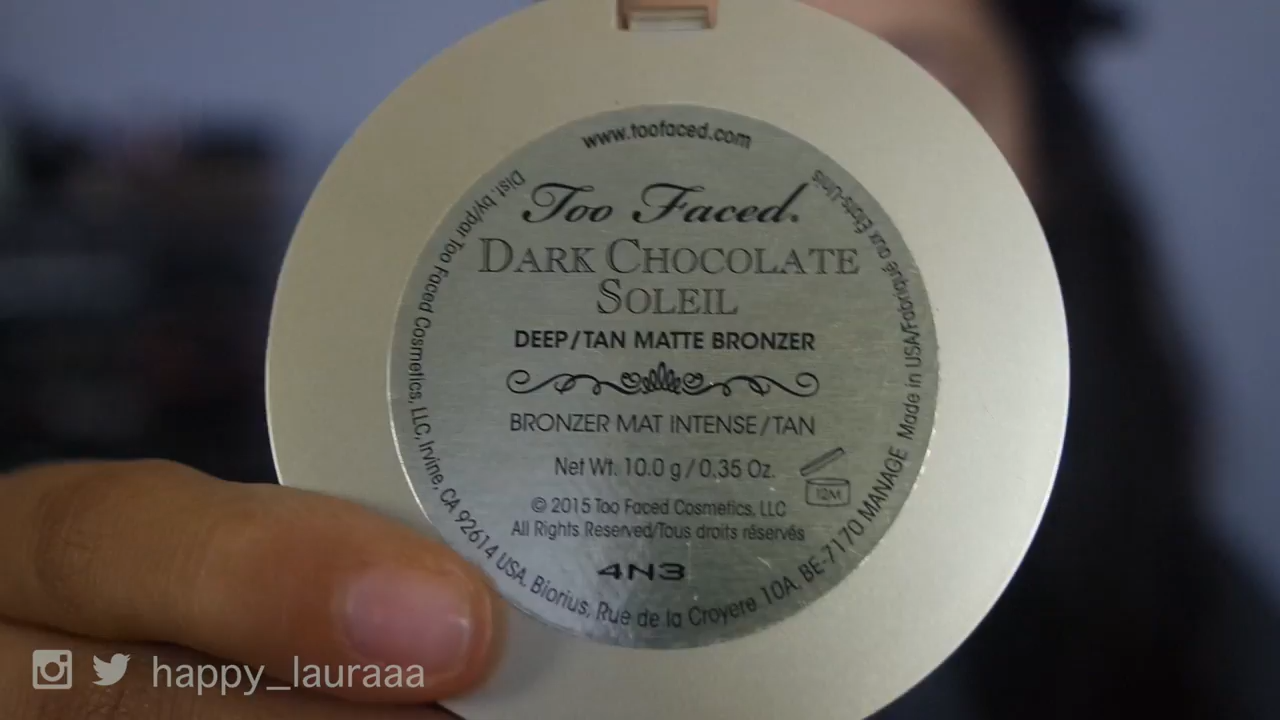 www.toofaced.com
Too Faced.
DARK CHOCOLATE
SOLEIL
DEEP/TAN MATTE BRONZER
BRONZER MAT INTENSE/TAN
Net Wt. 10.0 g / 0.35 Oz.
12M
© 2015 Too Faced Cosmetics, LLC
All Rights Reserved/Tous droits réservés
4N3
Dist. by/par Too Faced Cosmetics, LLC, Irvine, CA 92614 USA. Biorius, Rue de la Croyere 10A, BE-7170 MANAGE Made in USA/Fabriqué aux États-Unis
happy_lauraaa